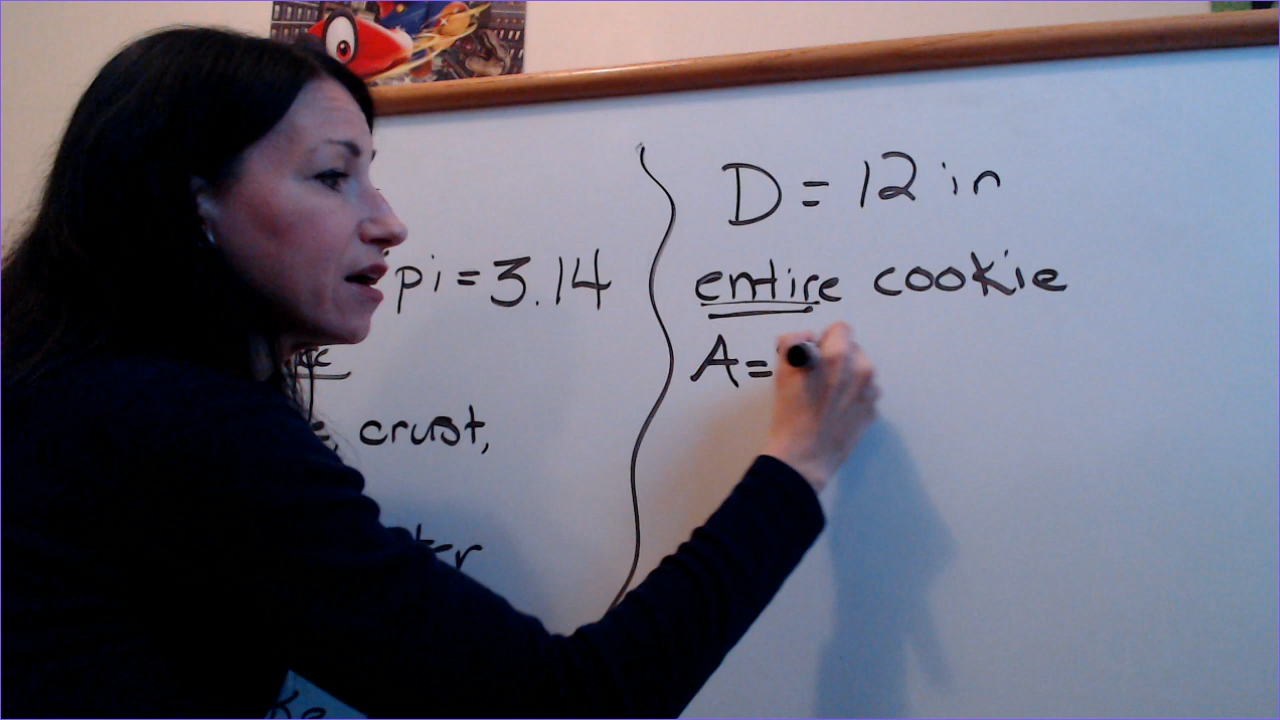 pi = 3.14
crust,
D = 12 in
entire cookie
A =